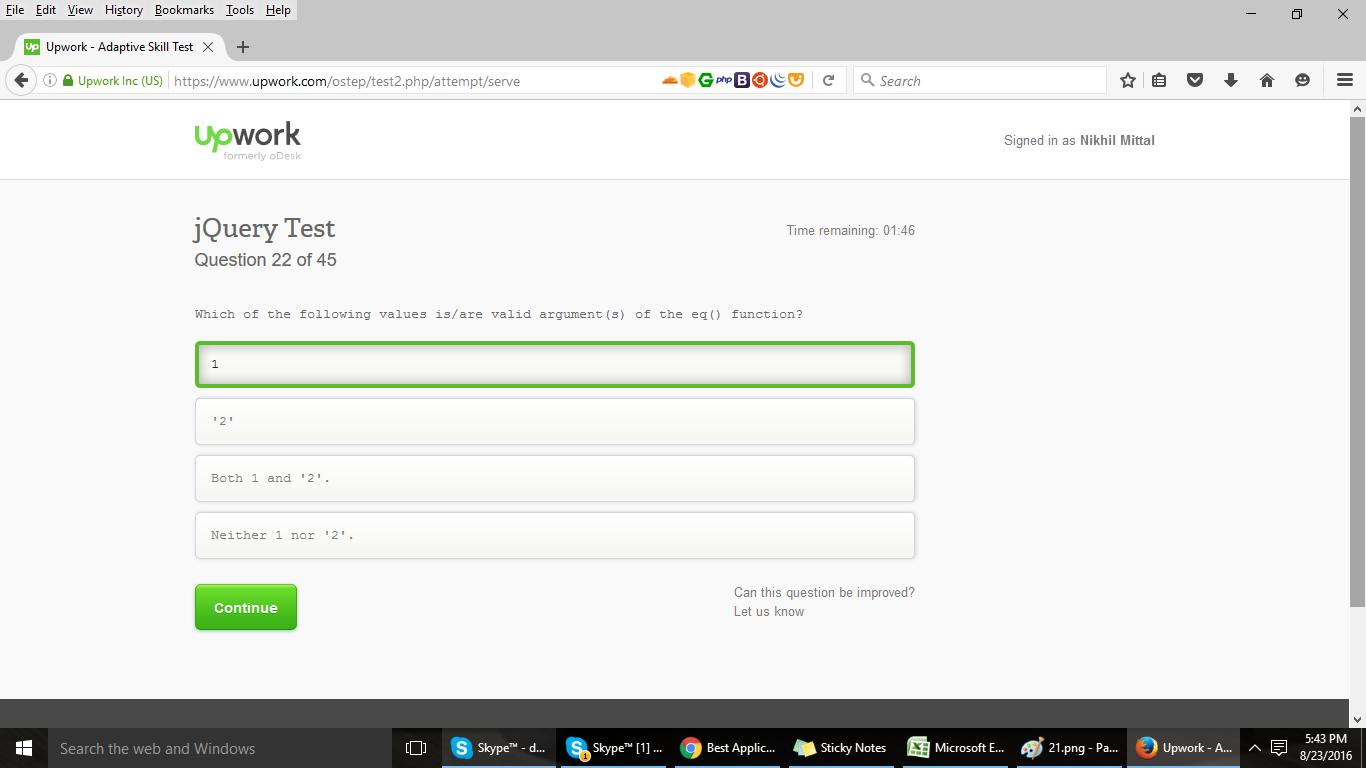 File Edit View History Bookmarks Tools Help
Up Upwork - Adaptive Skill Test
Upwork Inc (US) https://www.upwork.com/ostep/test2.php/attempt/serve php B Search
upwork
formerly oDesk
Signed in as Nikhil Mittal
jQuery Test
Time remaining: 01:46
Question 22 of 45
Which of the following values is/are valid argument(s) of the eq() function?
1
'2'
Both 1 and '2'.
Neither 1 nor '2'.
Continue
Can this question be improved?
Let us know
Search the web and Windows
Skype™ - d...
Skype™ [1] ...
Best Applic...
Sticky Notes
Microsoft E...
21.png - Pa...
Upwork - A...
5:43 PM
8/23/2016